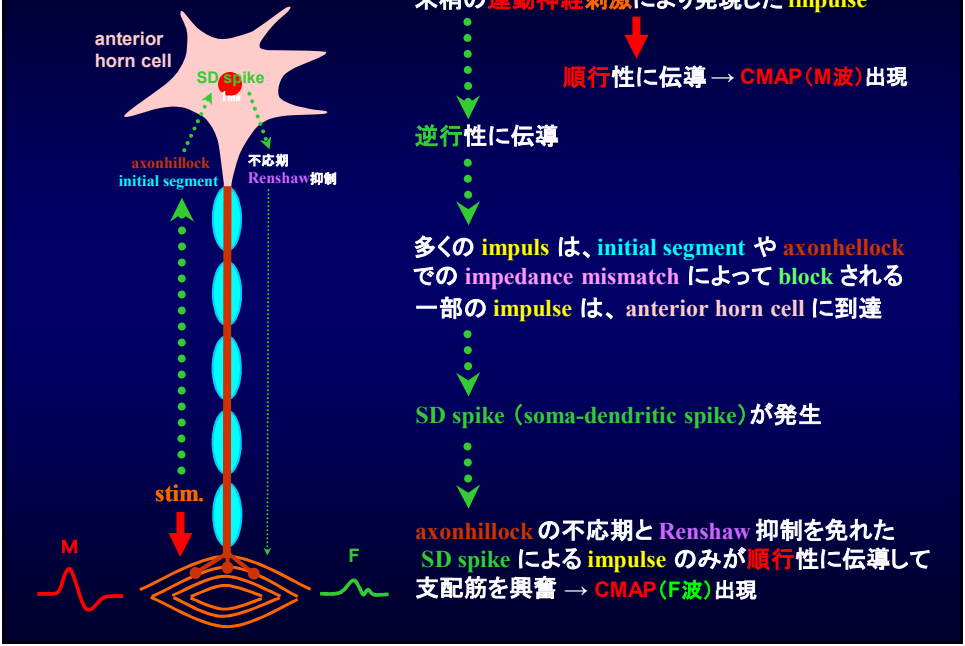 末梢の運動神経刺激により発現した impulse
順行性に伝導 → CMAP（M波）出現
逆行性に伝導
多くの impuls は、initial segment や axonhellock
での impedance mismatch によって block される
一部の impulse は、anterior horn cell に到達
SD spike（soma-dendritic spike）が発生
axonhillock の不応期と Renshaw 抑制を免れた
SD spike による impulse のみが順行性に伝導して
支配筋を興奮 → CMAP（F波）出現
anterior
horn cell
SD spike
1ms
axonhillock
initial segment
不応期
Renshaw抑制
stim.
M
F